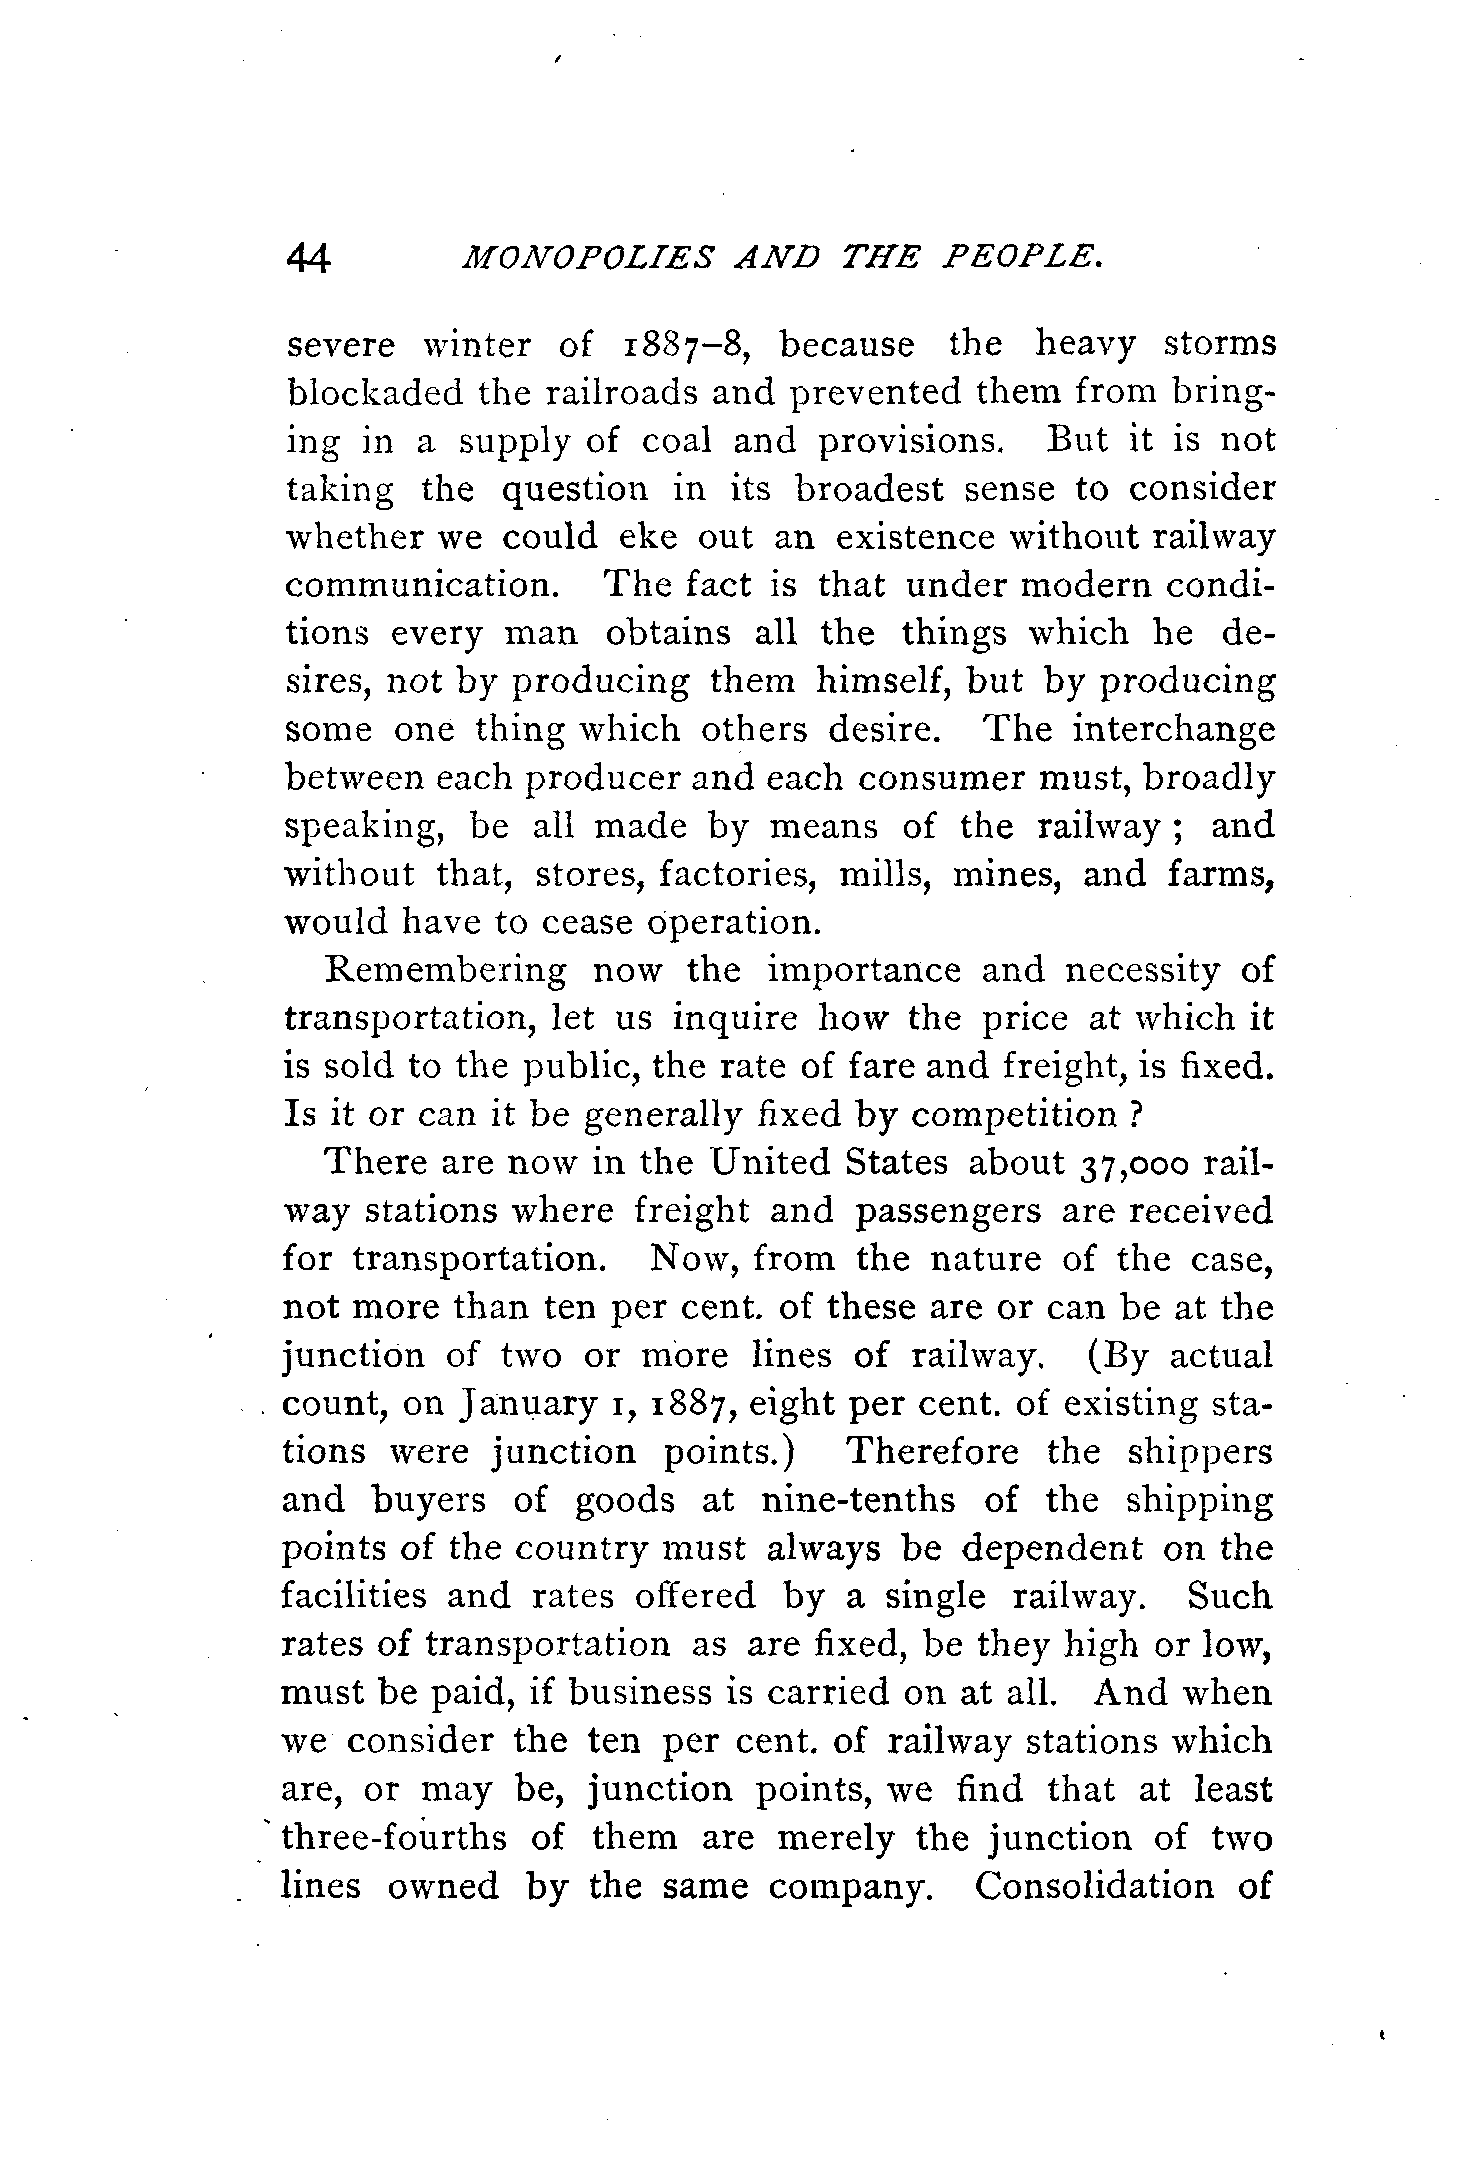 44 MONOPOLIES AND THE PEOPLE.
severe winter of 1887–8, because the heavy storms
blockaded the railroads and prevented them from bring-
ing in a supply of coal and provisions. But it is not
taking the question in its broadest sense to consider
whether we could eke out an existence without railway
communication. The fact is that under modern condi-
tions every man obtains all the things which he de-
sires, not by producing them himself, but by producing
some one thing which others desire. The interchange
between each producer and each consumer must, broadly
speaking, be all made by means of the railway ; and
without that, stores, factories, mills, mines, and farms,
would have to cease operation.
Remembering now the importance and necessity of
transportation, let us inquire how the price at which it
is sold to the public, the rate of fare and freight, is fixed.
Is it or can it be generally fixed by competition ?
There are now in the United States about 37,000 rail-
way stations where freight and passengers are received
for transportation. Now, from the nature of the case,
not more than ten per cent. of these are or can be at the
junction of two or more lines of railway. (By actual
count, on January 1, 1887, eight per cent. of existing sta-
tions were junction points.) Therefore the shippers
and buyers of goods at nine-tenths of the shipping
points of the country must always be dependent on the
facilities and rates offered by a single railway. Such
rates of transportation as are fixed, be they high or low,
must be paid, if business is carried on at all. And when
we consider the ten per cent. of railway stations which
are, or may be, junction points, we find that at least
three-fourths of them are merely the junction of two
lines owned by the same company. Consolidation of